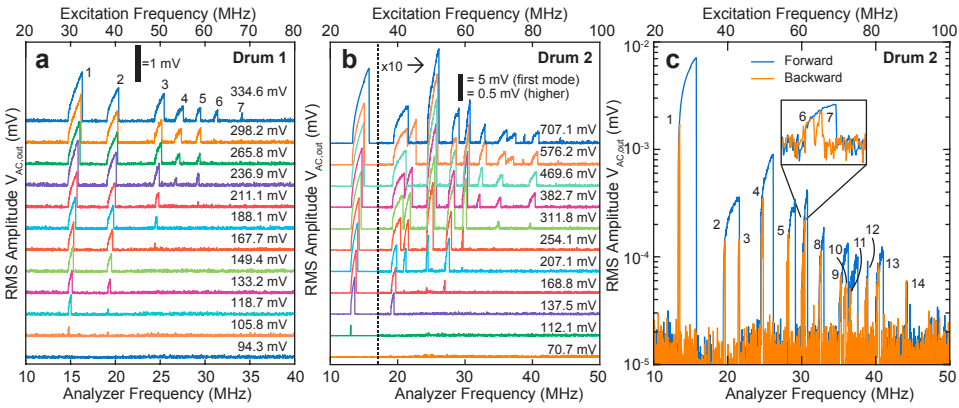 Excitation Frequency (MHz)
20 30 40 50 60 70 80
a
=1 mV
Drum 1
1
2
3
4
5
6
7
334.6 mV
298.2 mV
265.8 mV
236.9 mV
211.1 mV
188.1 mV
167.7 mV
149.4 mV
133.2 mV
118.7 mV
105.8 mV
94.3 mV
RMS Amplitude V_AC,out (mV)
10 15 20 25 30 35 40
Analyzer Frequency (MHz)
Excitation Frequency (MHz)
20 40 60 80 100
b
x10 →
Drum 2
= 5 mV (first mode)
= 0.5 mV (higher)
707.1 mV
576.2 mV
469.6 mV
382.7 mV
311.8 mV
254.1 mV
207.1 mV
168.8 mV
137.5 mV
112.1 mV
70.7 mV
RMS Amplitude V_AC,out (mV)
10 20 30 40 50
Analyzer Frequency (MHz)
Excitation Frequency (MHz)
20 40 60 80 100
c
Drum 2
Forward
Backward
10^-2
10^-3
10^-4
10^-5
1
2
3
4
5
6
7
8
9
10
11
12
13
14
RMS Amplitude V_AC,out (mV)
10 20 30 40 50
Analyzer Frequency (MHz)